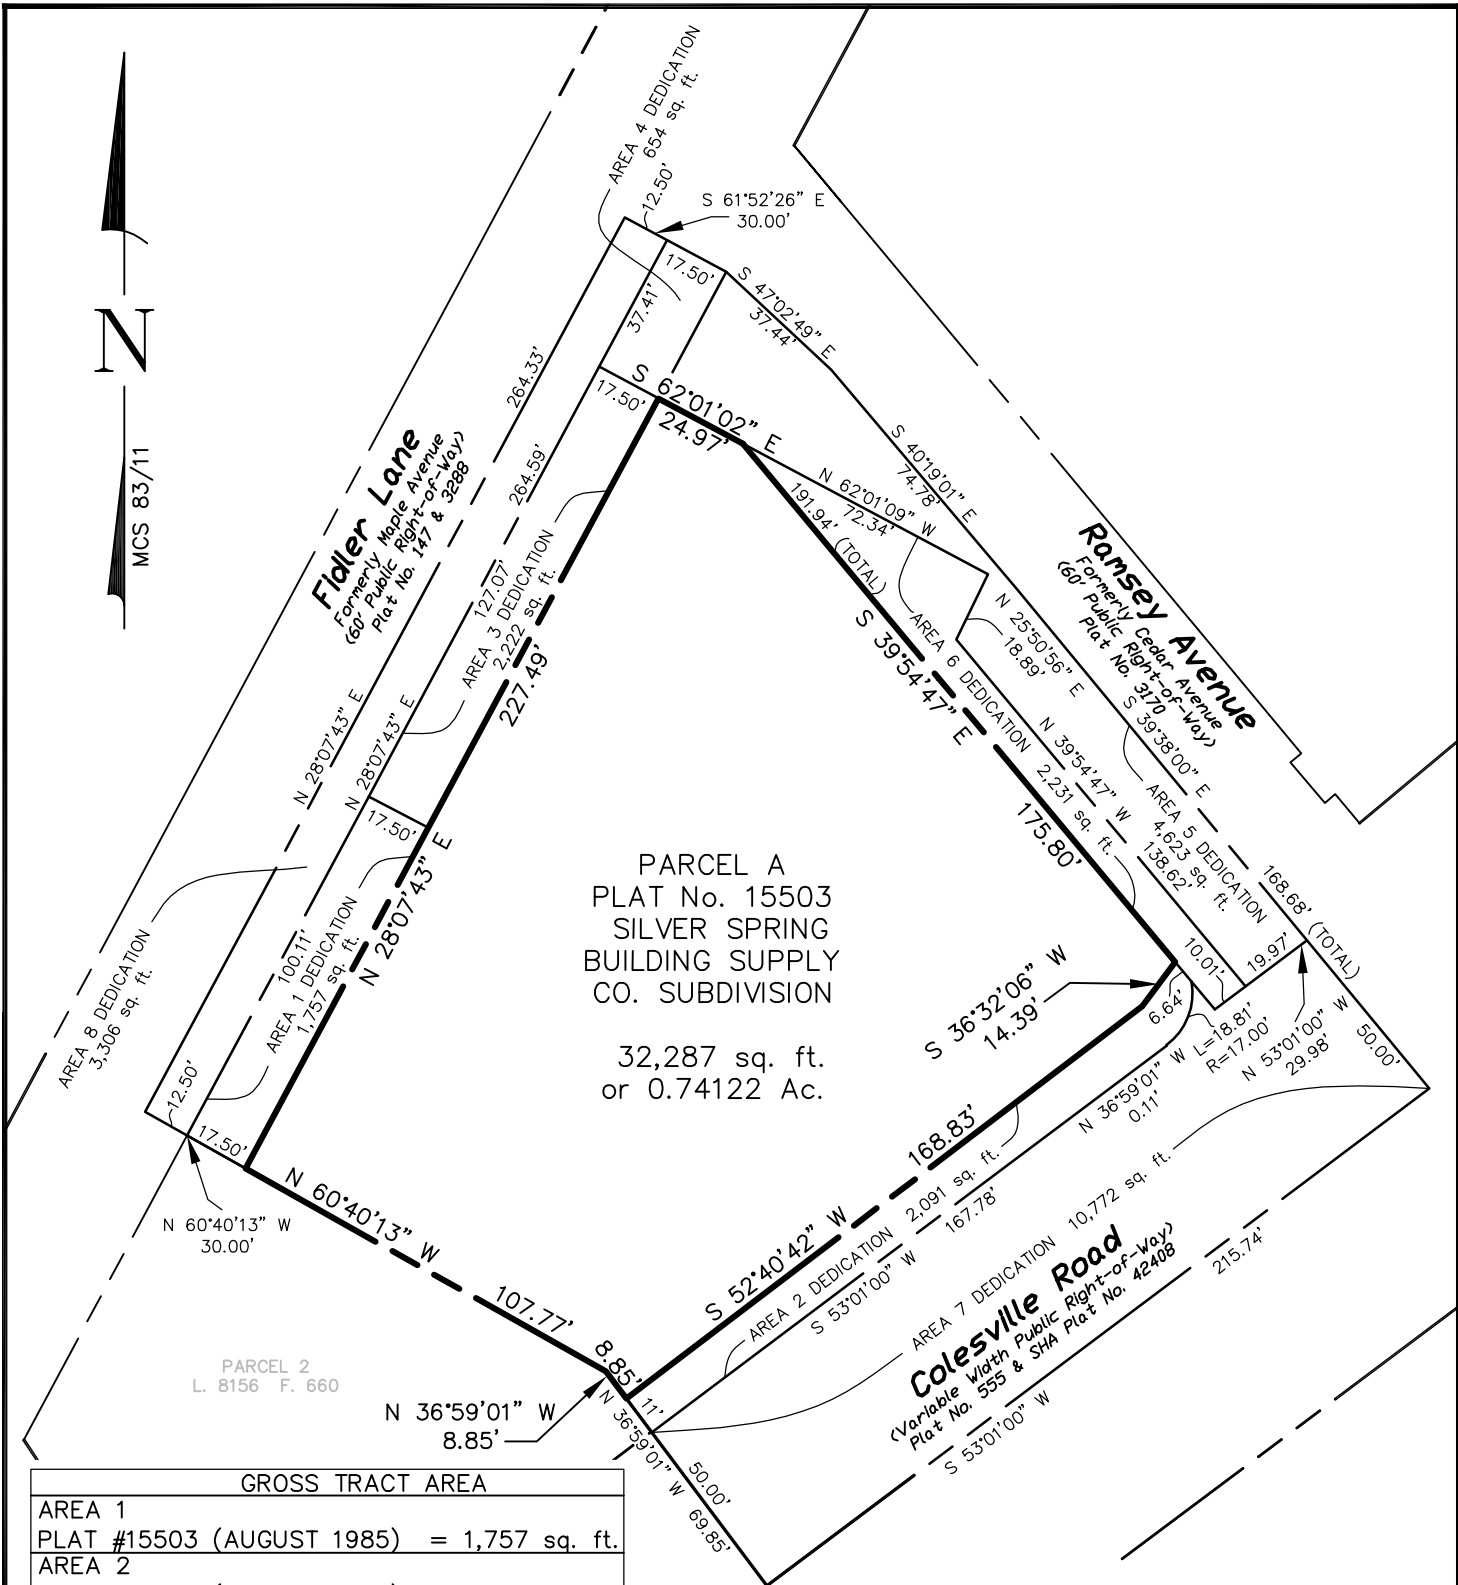 AREA 4 DEDICATION
654 sq. ft.
12.50'
S 61°52'26" E
30.00'
17.50'
37.41'
S 47°02'49" E
37.44'
N
MCS 83/11
264.33'
17.50'
S 62°01'02" E
24.97'
264.59'
Fidler Lane
Formerly Maple Avenue
(60' Public Right-of-Way)
Plat No. 147 & 3288
N 62°01'09" W
72.34'
S 40°19'01" E
74.78'
191.94' (TOTAL)
Ramsey Avenue
Formerly Cedar Avenue
(60' Public Right-of-Way)
Plat No. 3170
127.07'
AREA 3 DEDICATION
2,222 sq. ft.
227.49'
S 39°54'47" E
175.80'
AREA 6 DEDICATION 2,231 sq. ft.
N 25°50'56" E
18.89'
N 39°54'47" W
138.62'
S 39°38'00" E
168.68' (TOTAL)
AREA 5 DEDICATION
4,623 sq. ft.
N 28°07'43" E
N 28°07'43" E
17.50'
N 28°07'43" E
PARCEL A
PLAT No. 15503
SILVER SPRING
BUILDING SUPPLY
CO. SUBDIVISION
32,287 sq. ft.
or 0.74122 Ac.
100.11'
AREA 1 DEDICATION
1,757 sq. ft.
AREA 8 DEDICATION
3,306 sq. ft.
S 36°32'06" W
14.39'
10.01'
19.97'
6.64'
L=18.81'
R=17.00'
N 53°01'00" W
29.98'
50.00'
N 36°59'01" W
0.11'
12.50'
17.50'
N 60°40'13" W
30.00'
N 60°40'13" W
107.77'
S 52°40'42" W
168.83'
AREA 2 DEDICATION 2,091 sq. ft.
S 53°01'00" W
167.78'
AREA 7 DEDICATION 10,772 sq. ft.
Colesville Road
(Variable Width Public Right-of-Way)
Plat No. 555 & SHA Plat No. 42408
S 53°01'00" W
215.74'
8.85'
11'
PARCEL 2
L. 8156 F. 660
N 36°59'01" W
8.85'
N 36°59'01" W 69.85'
50.00'
GROSS TRACT AREA
AREA 1
PLAT #15503 (AUGUST 1985) = 1,757 sq. ft.
AREA 2